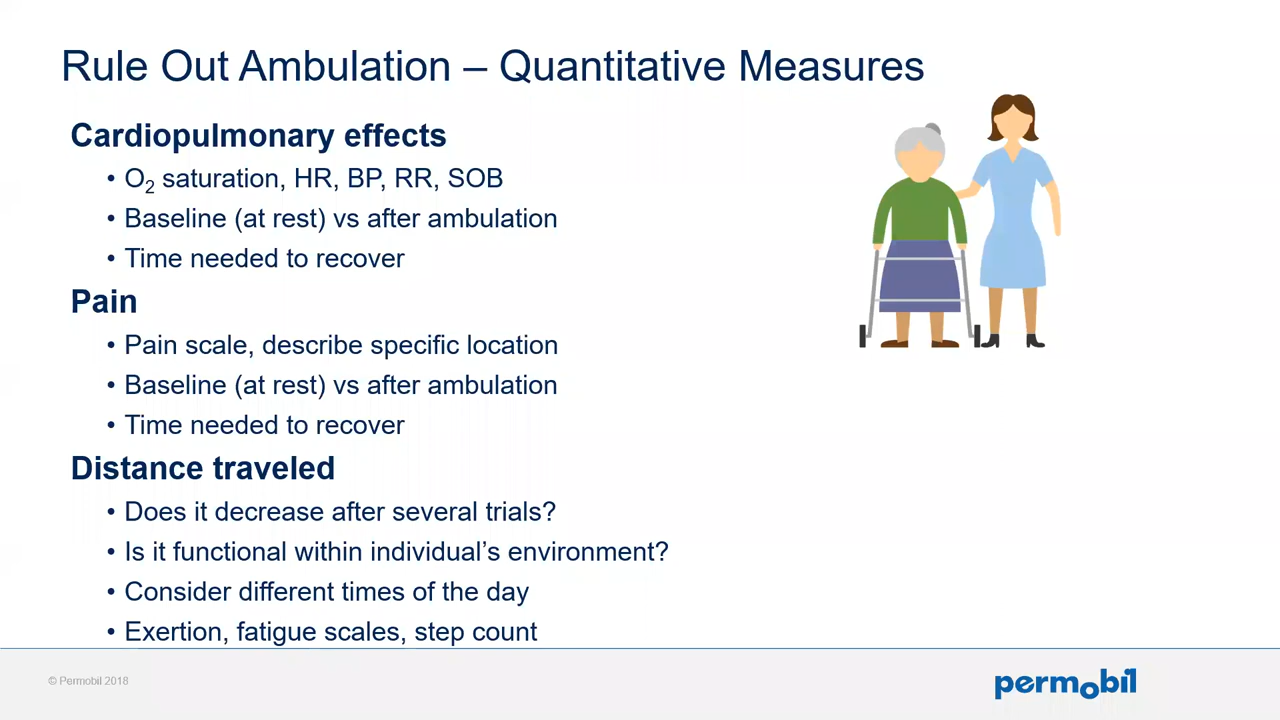 Rule Out Ambulation – Quantitative Measures
Cardiopulmonary effects
• O₂ saturation, HR, BP, RR, SOB
• Baseline (at rest) vs after ambulation
• Time needed to recover
Pain
• Pain scale, describe specific location
• Baseline (at rest) vs after ambulation
• Time needed to recover
Distance traveled
• Does it decrease after several trials?
• Is it functional within individual’s environment?
• Consider different times of the day
• Exertion, fatigue scales, step count
© Permobil 2018
permobil